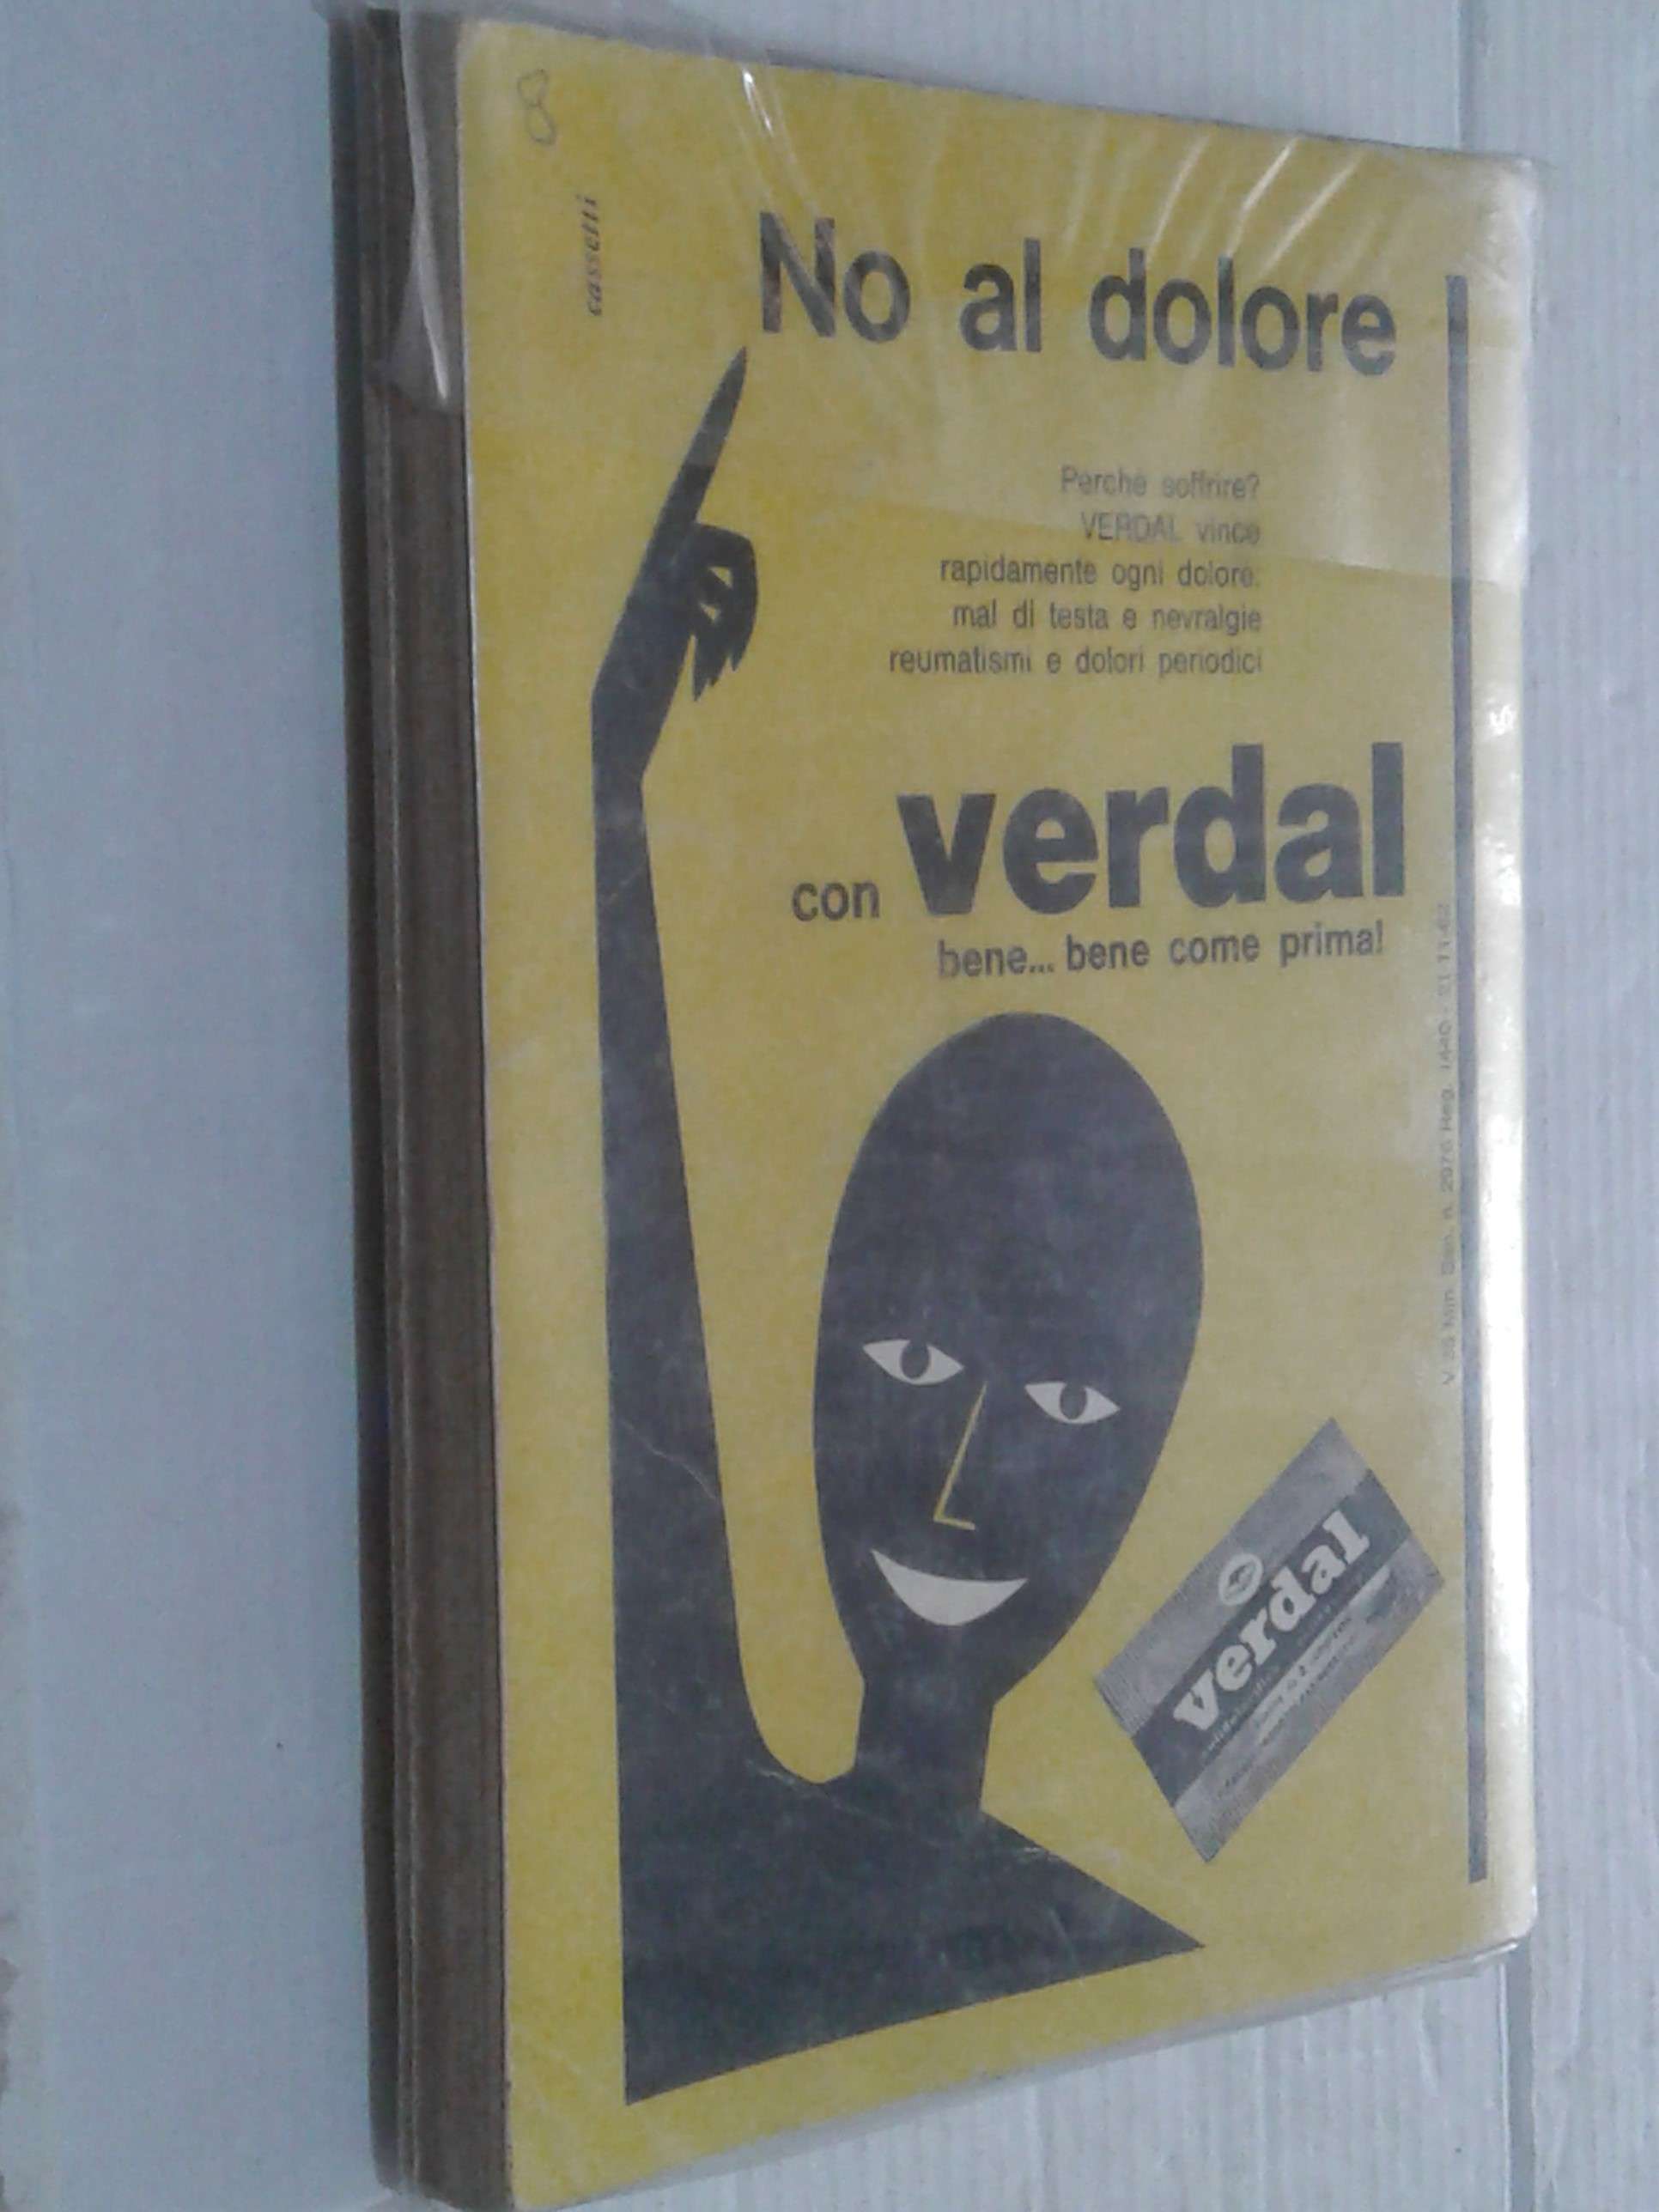 8
cassetti
No al dolore
Perchè soffrire?
VERDAL vince
rapidamente ogni dolore:
mal di testa e nevralgie
reumatismi e dolori periodici
con verdal
bene... bene come prima!
verdal